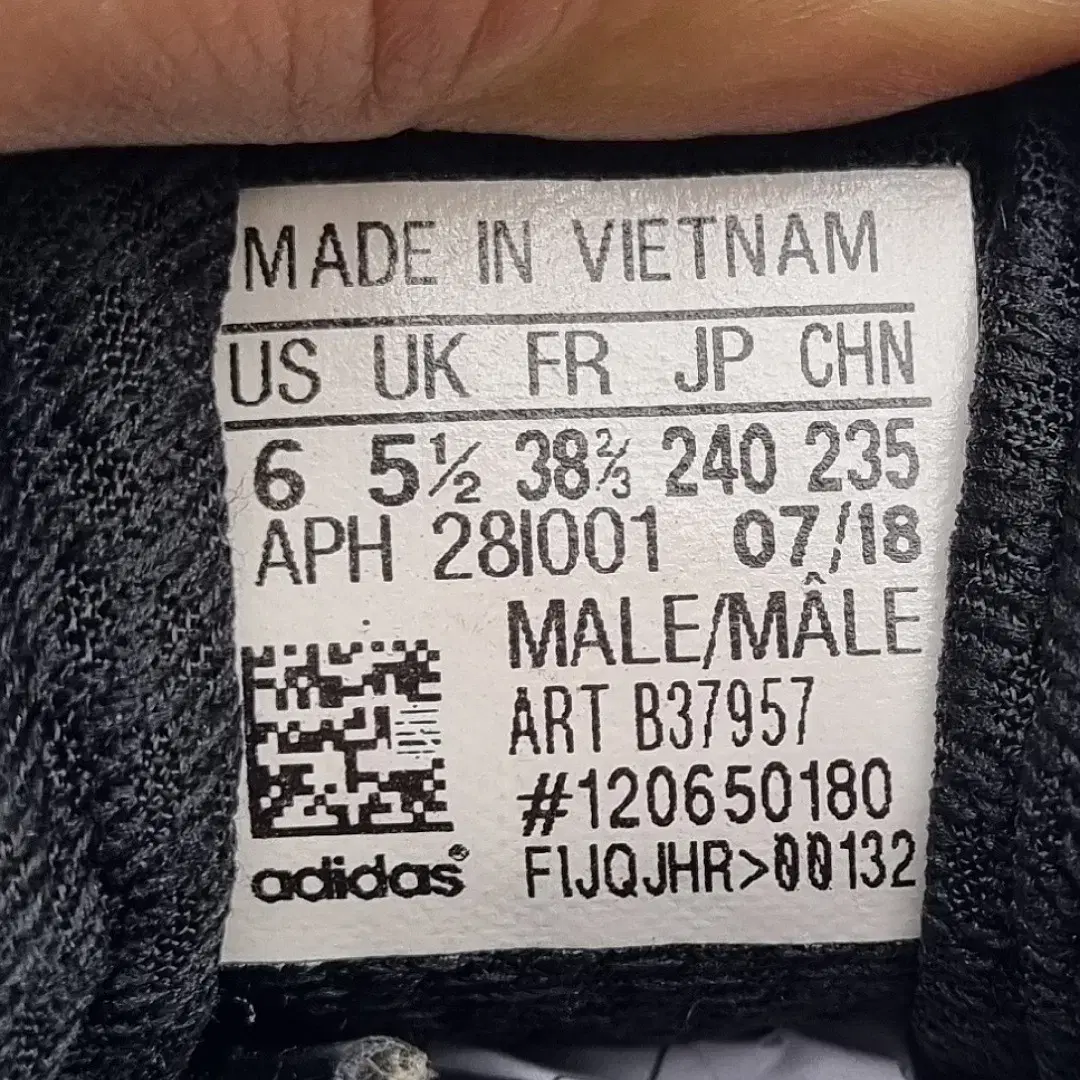 MADE IN VIETNAM
US UK FR JP CHN
6 5½ 38⅔ 240 235
APH 28I001 07/18
MALE/MÂLE
ART B37957
#120650180
adidas®
FIJQJHR>00132